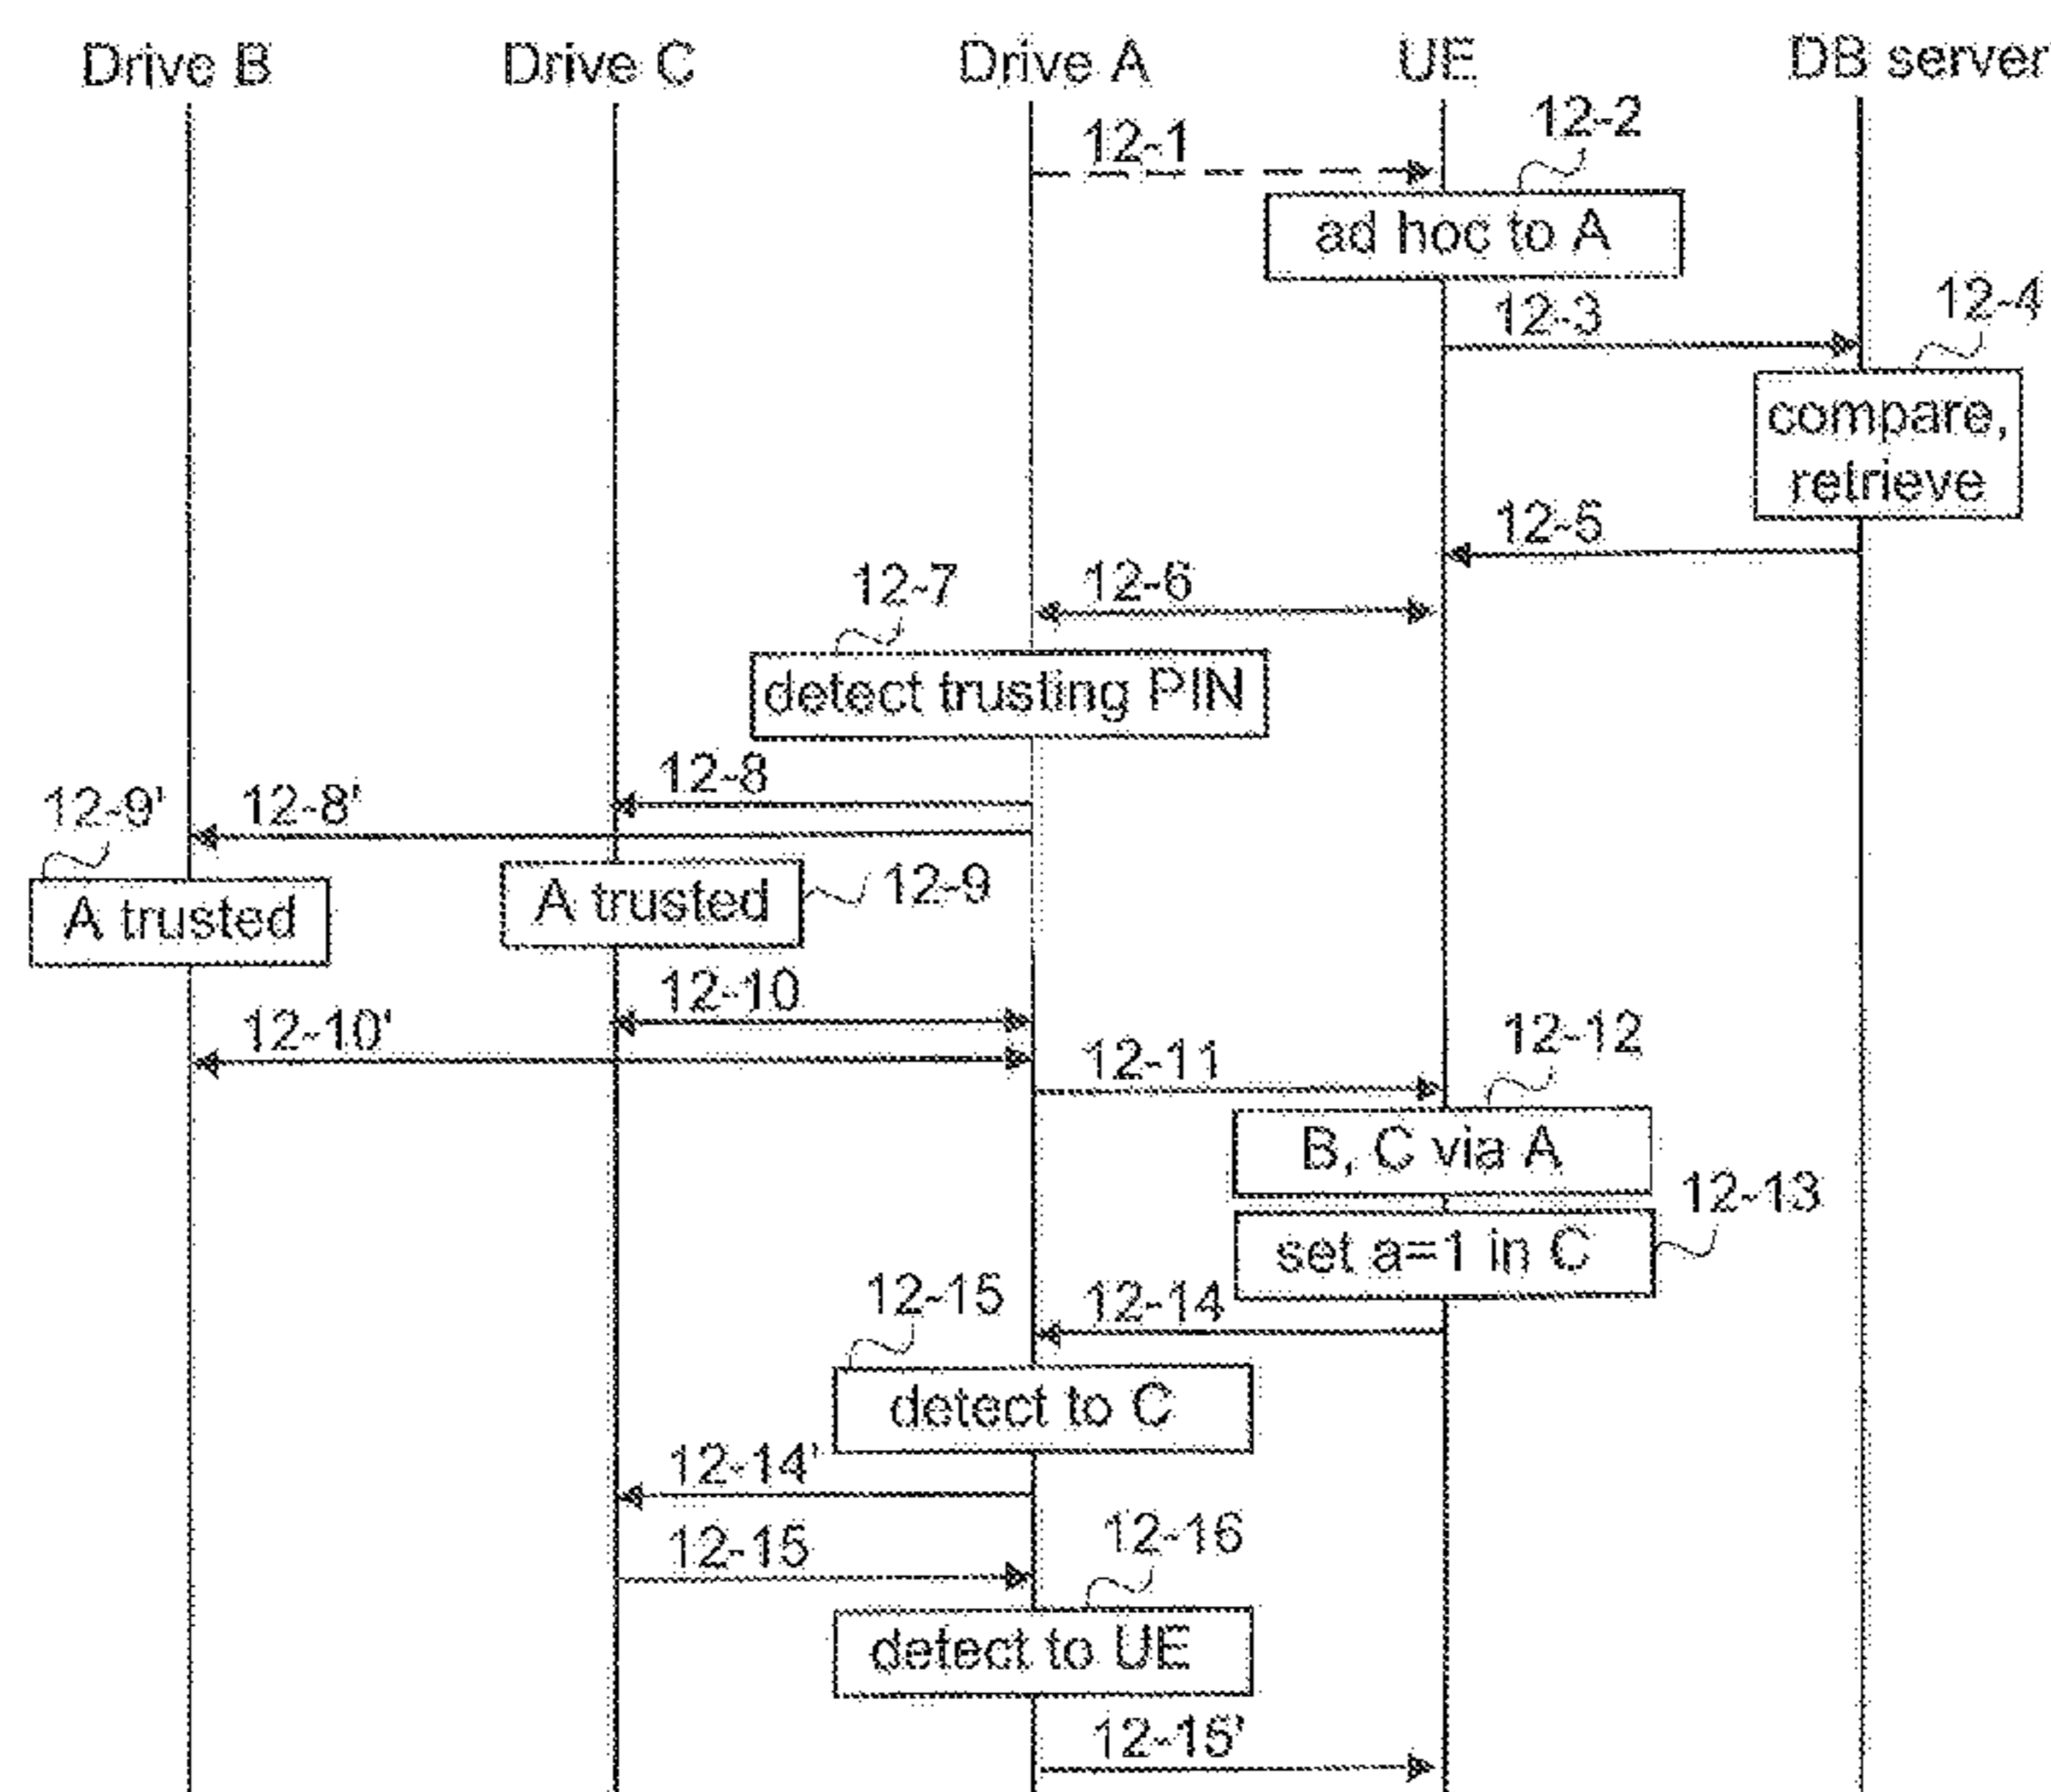 Drive B Drive C Drive A UE DB server
12-1
12-2
ad hoc to A
12-3
12-4
compare,
retrieve
12-5
12-6
12-7
detect trusting PIN
12-8
12-8'
12-9'
A trusted
A trusted
12-9
12-10
12-10'
12-11
12-12
B, C via A
12-13
set a=1 in C
12-14
12-15
detect to C
12-14'
12-15
12-16
detect to UE
12-15'